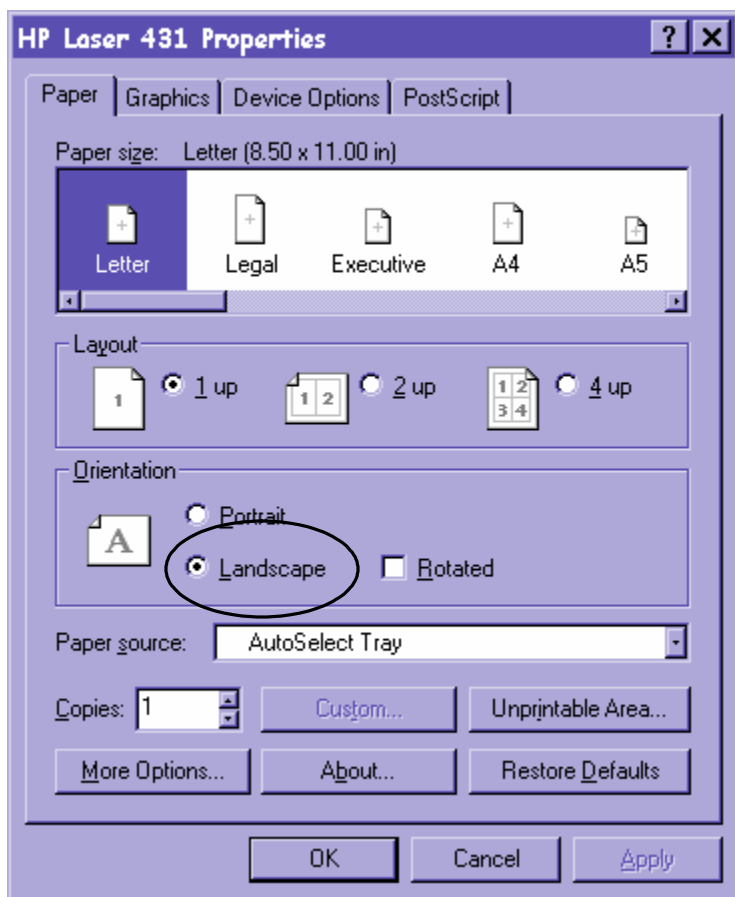 HP Laser 431 Properties ? X
Paper Graphics Device Options PostScript
Paper size: Letter (8.50 x 11.00 in)
Letter Legal Executive A4 A5
Layout
1 1 up 1 2 2 up 1 2 3 4 4 up
Orientation
Portrait
A Landscape Rotated
Paper source: AutoSelect Tray
Copies: 1 Custom... Unprintable Area...
More Options... About... Restore Defaults
OK Cancel Apply